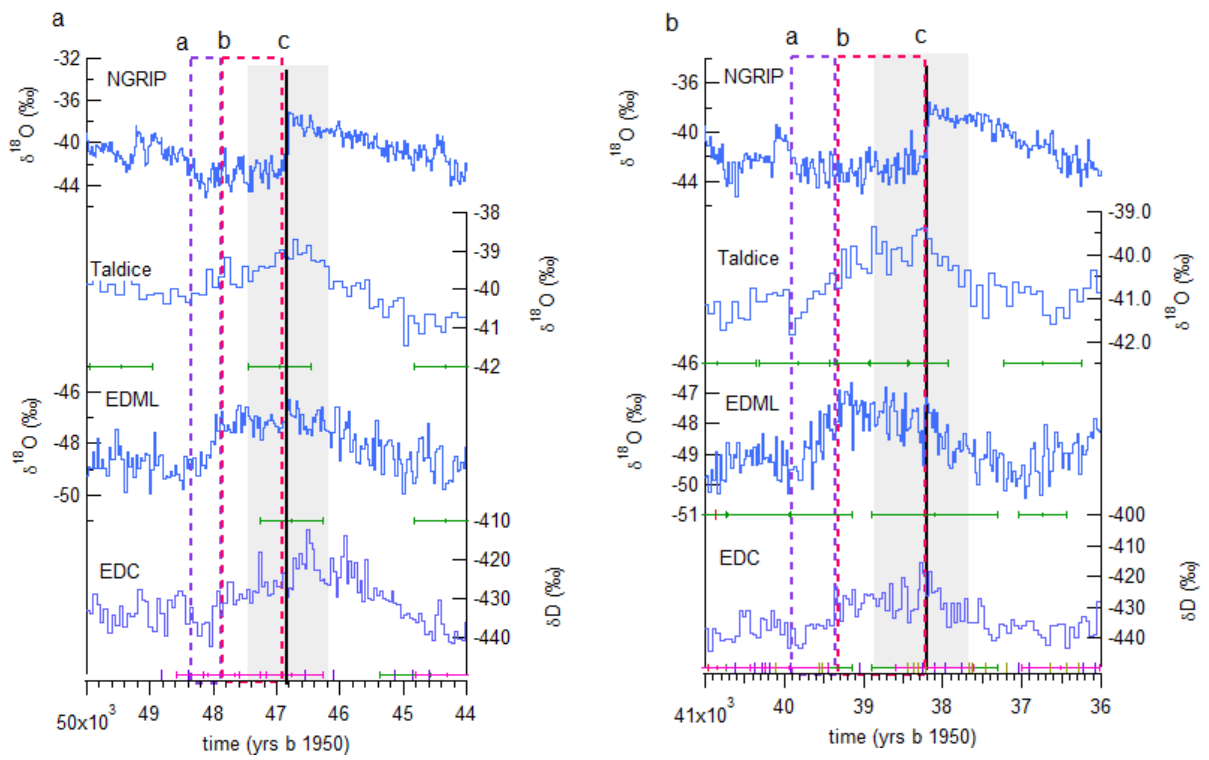 a
a b c
NGRIP
-32
-36
-40
-44
δ18O (‰)
Taldice
-38
-39
-40
-41
-42
δ18O (‰)
EDML
-46
-48
-50
δ18O (‰)
EDC
-410
-420
-430
-440
δD (‰)
50x10³ 49 48 47 46 45 44
time (yrs b 1950)
b
a b c
NGRIP
-36
-40
-44
δ18O (‰)
Taldice
-39.0
-40.0
-41.0
-42.0
δ18O (‰)
EDML
-46
-47
-48
-49
-50
-51
δ18O (‰)
EDC
-400
-410
-420
-430
-440
δD (‰)
41x10³ 40 39 38 37 36
time (yrs b 1950)